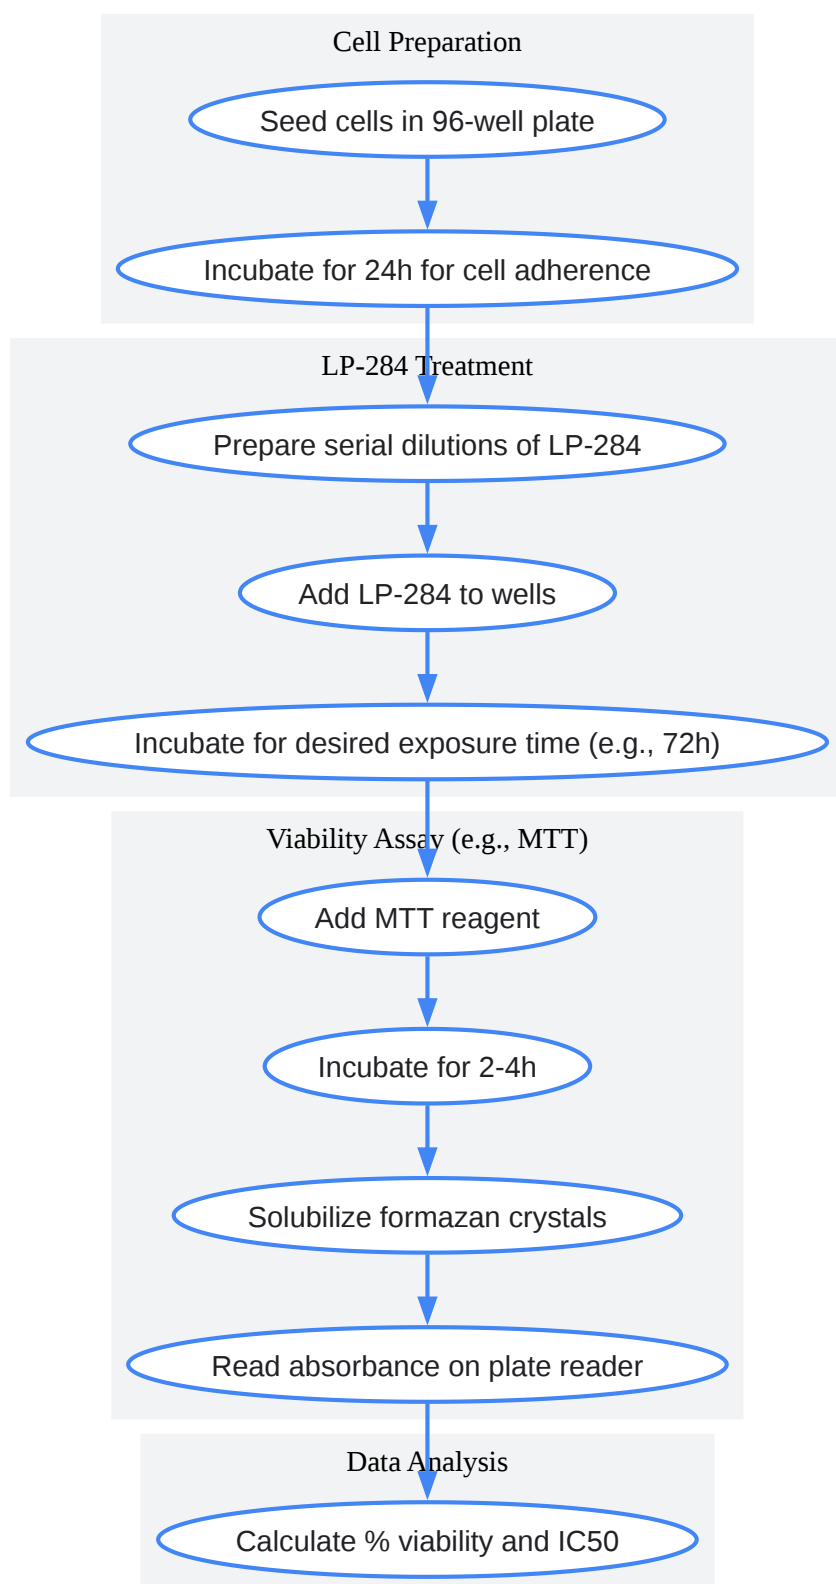 Cell Preparation
Seed cells in 96-well plate
Incubate for 24h for cell adherence
LP-284 Treatment
Prepare serial dilutions of LP-284
Add LP-284 to wells
Incubate for desired exposure time (e.g., 72h)
Viability Assay (e.g., MTT)
Add MTT reagent
Incubate for 2-4h
Solubilize formazan crystals
Read absorbance on plate reader
Data Analysis
Calculate % viability and IC50